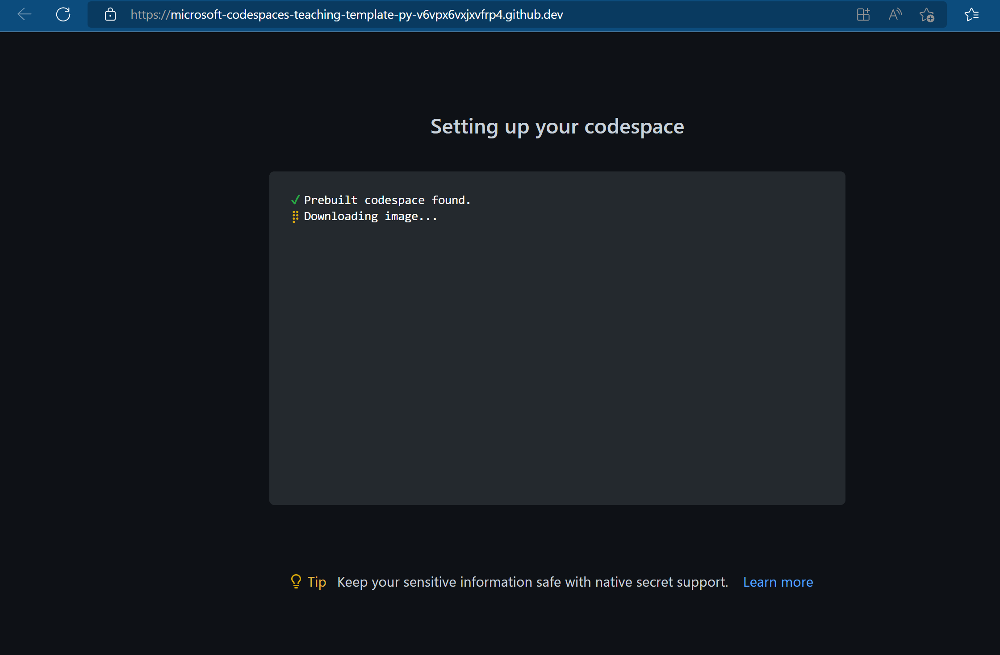 https://microsoft-codespaces-teaching-template-py-v6vpx6vxjxvfrp4.github.dev
Setting up your codespace
✓ Prebuilt codespace found.
Downloading image...
Tip Keep your sensitive information safe with native secret support. Learn more